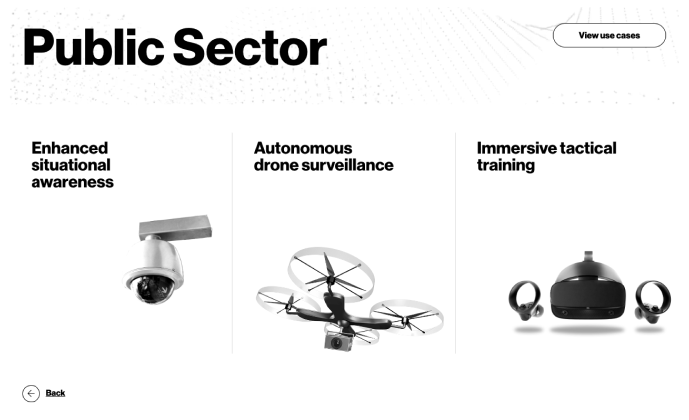 Public Sector
View use cases
Enhanced
situational
awareness
Autonomous
drone surveillance
Immersive tactical
training
Back